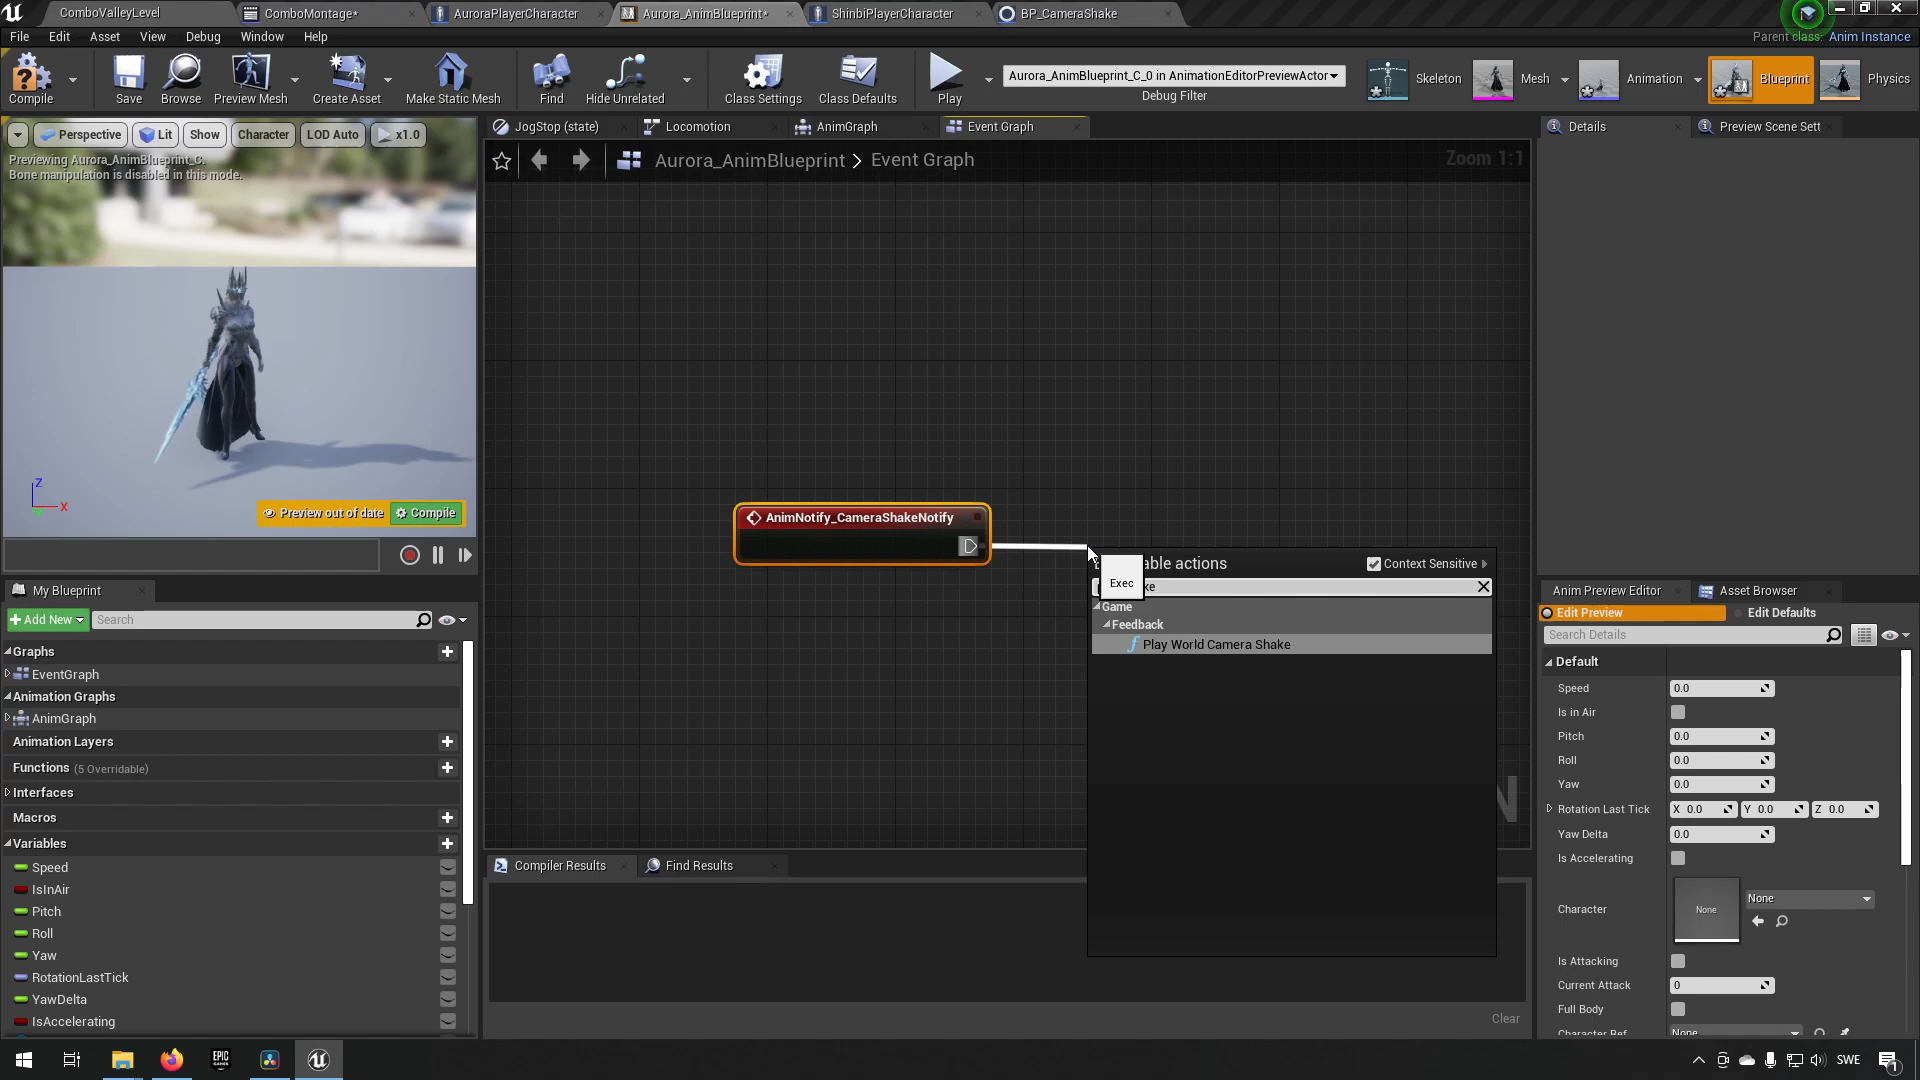 ComboValleyLevel
ComboMontage*
AuroraPlayerCharacter
Aurora_AnimBlueprint*
ShinbiPlayerCharacter
BP_CameraShake
File Edit Asset View Debug Window Help
Parent class: Anim Instance
Compile
Save
Browse
Preview Mesh
Create Asset
Make Static Mesh
Find
Hide Unrelated
Class Settings
Class Defaults
Play
Aurora_AnimBlueprint_C_0 in AnimationEditorPreviewActor
Debug Filter
Skeleton
Mesh
Animation
Blueprint
Physics
Perspective
Lit
Show
Character
LOD Auto
x1.0
Previewing Aurora_AnimBlueprint_C.
Bone manipulation is disabled in this mode.
Z
X
Preview out of date
Compile
JogStop (state)
Locomotion
AnimGraph
Event Graph
Aurora_AnimBlueprint > Event Graph
Zoom 1:1
AnimNotify_CameraShakeNotify
Exec
able actions
Context Sensitive
ke
Game
Feedback
Play World Camera Shake
N
Compiler Results
Find Results
Clear
My Blueprint
Add New
Search
Graphs
EventGraph
Animation Graphs
AnimGraph
Animation Layers
Functions (5 Overridable)
Interfaces
Macros
Variables
Speed
IsInAir
Pitch
Roll
Yaw
RotationLastTick
YawDelta
IsAccelerating
Details
Preview Scene Sett
Anim Preview Editor
Asset Browser
Edit Preview
Edit Defaults
Search Details
Default
Speed 0.0
Is in Air
Pitch 0.0
Roll 0.0
Yaw 0.0
Rotation Last Tick X 0.0 Y 0.0 Z 0.0
Yaw Delta 0.0
Is Accelerating
Character None None
Is Attacking
Current Attack 0
Full Body
Character Ref None
EPIC GAMES
SWE
1